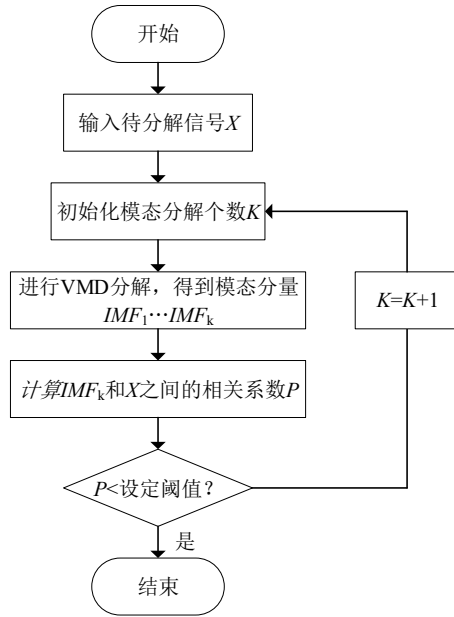 开始
输入待分解信号X
初始化模态分解个数K
进行VMD分解，得到模态分量
IMF₁…IMFₖ
K=K+1
计算IMFₖ和X之间的相关系数P
P<设定阈值？
是
结束